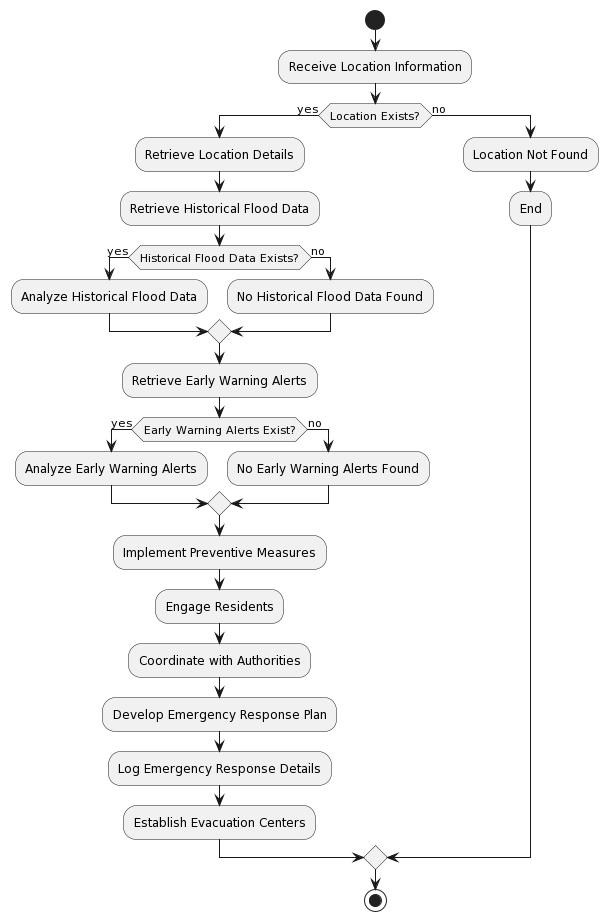 Receive Location Information
yes
Location Exists?
no
Retrieve Location Details
Location Not Found
Retrieve Historical Flood Data
End
yes
Historical Flood Data Exists?
no
Analyze Historical Flood Data
No Historical Flood Data Found
Retrieve Early Warning Alerts
yes
Early Warning Alerts Exist?
no
Analyze Early Warning Alerts
No Early Warning Alerts Found
Implement Preventive Measures
Engage Residents
Coordinate with Authorities
Develop Emergency Response Plan
Log Emergency Response Details
Establish Evacuation Centers